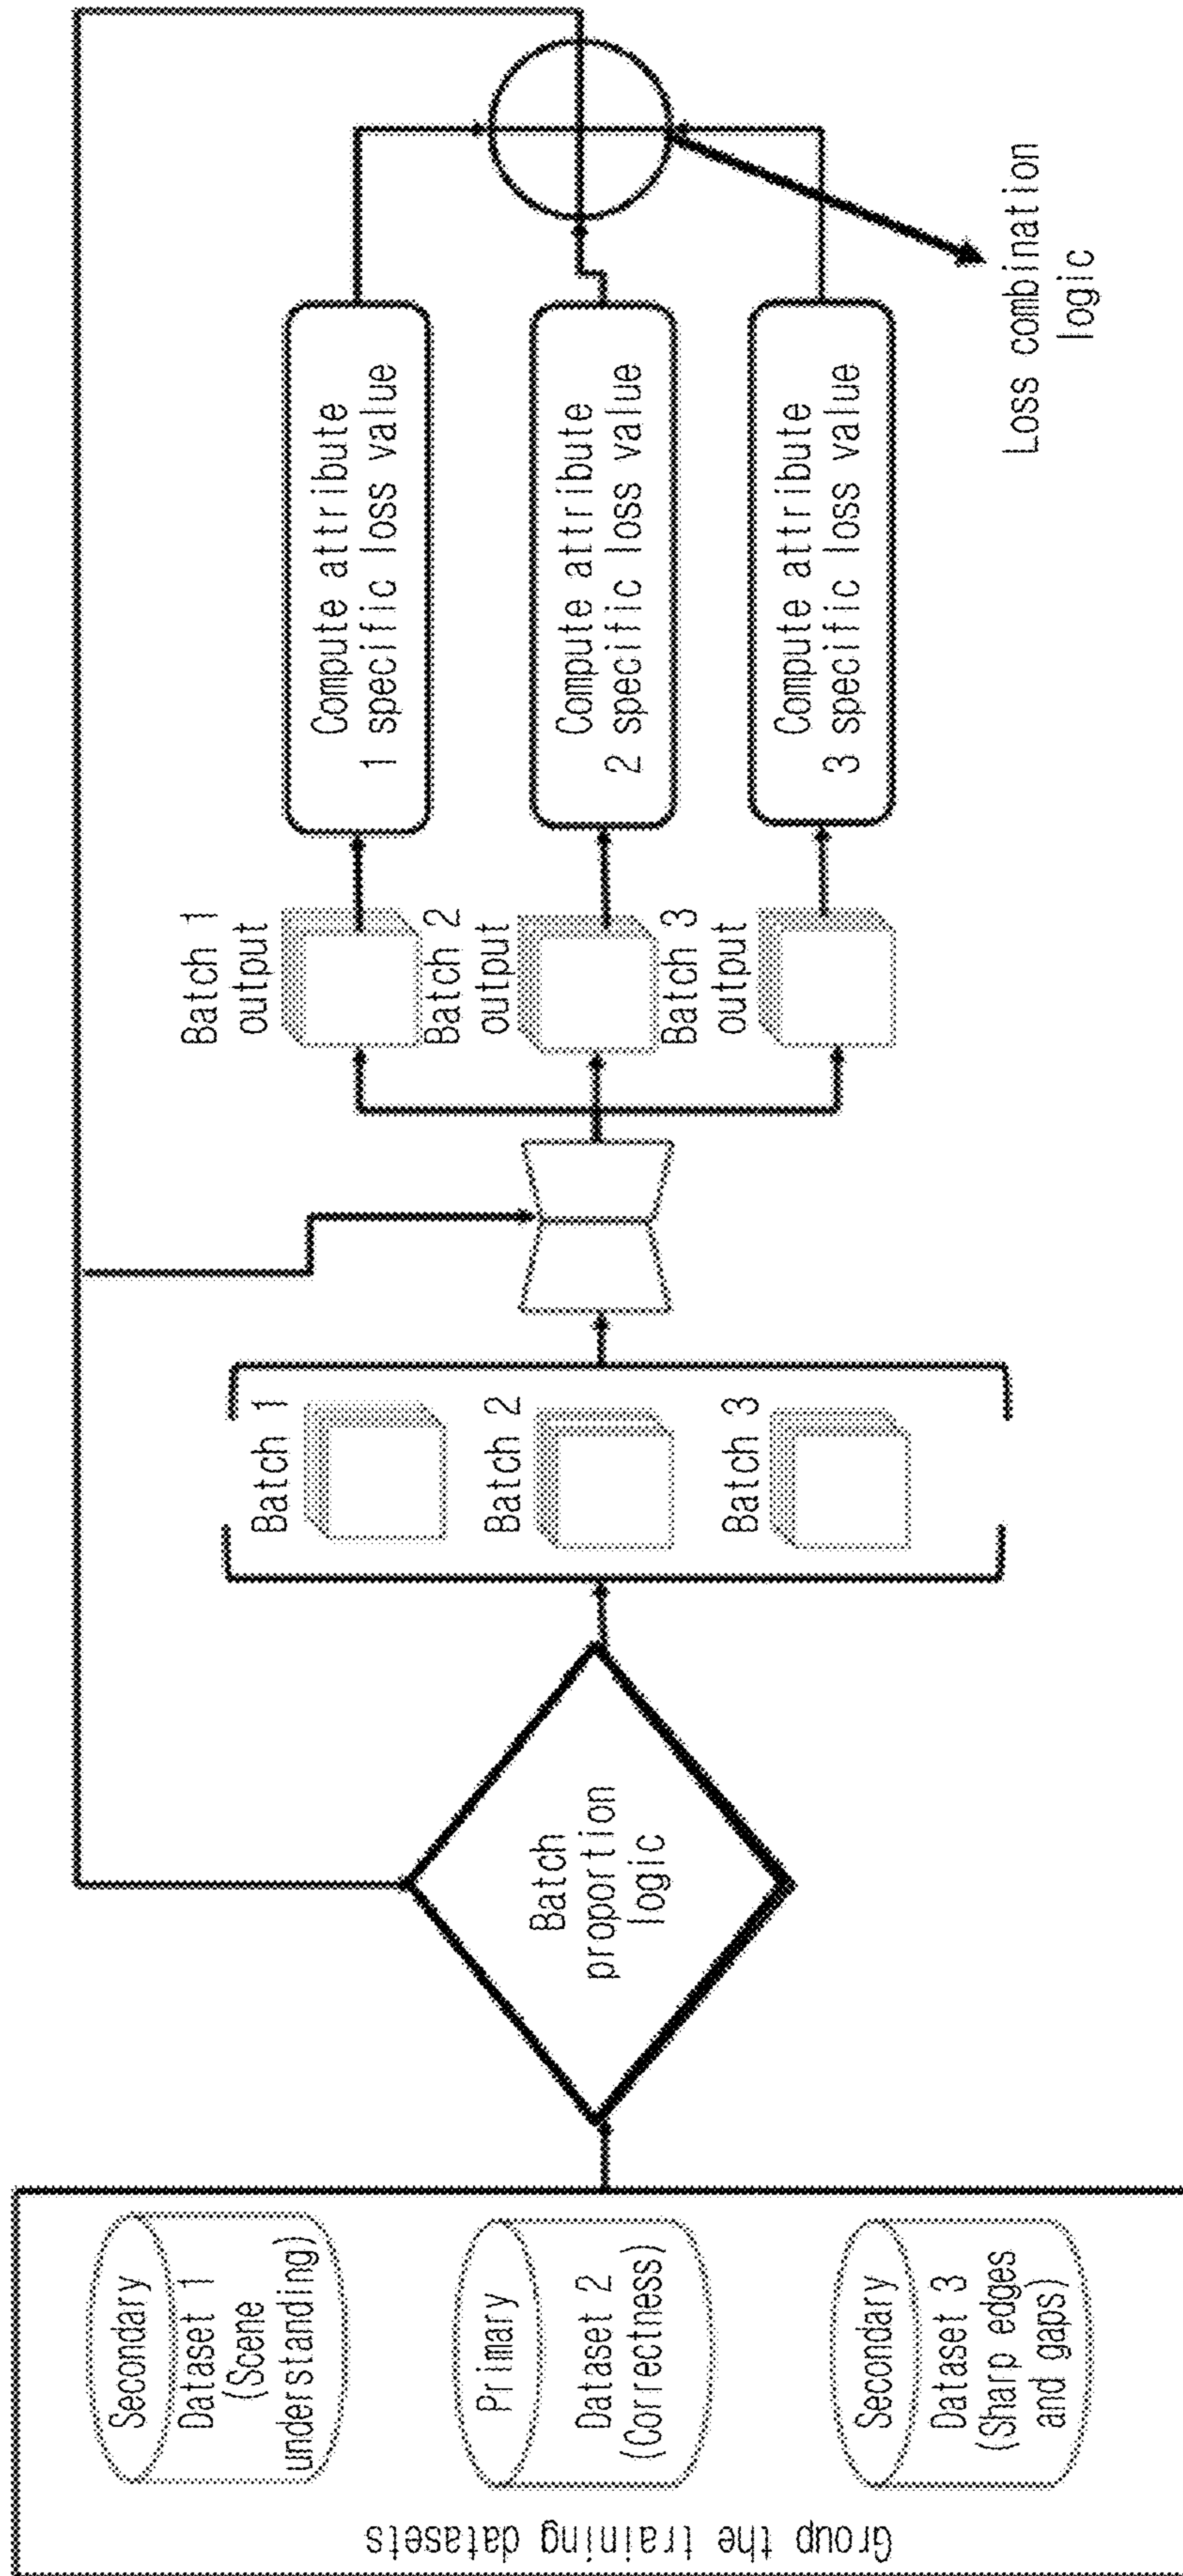 Group the training datasets
Secondary
Dataset 1
(Scene
understanding)
Primary
Dataset 2
(Correctness)
Secondary
Dataset 3
(Sharp edges
and gaps)
Batch
proportion
logic
Batch 1
Batch 2
Batch 3
Batch 1
output
Batch 2
output
Batch 3
output
Compute attribute
1 specific loss value
Compute attribute
2 specific loss value
Compute attribute
3 specific loss value
Loss combination
logic